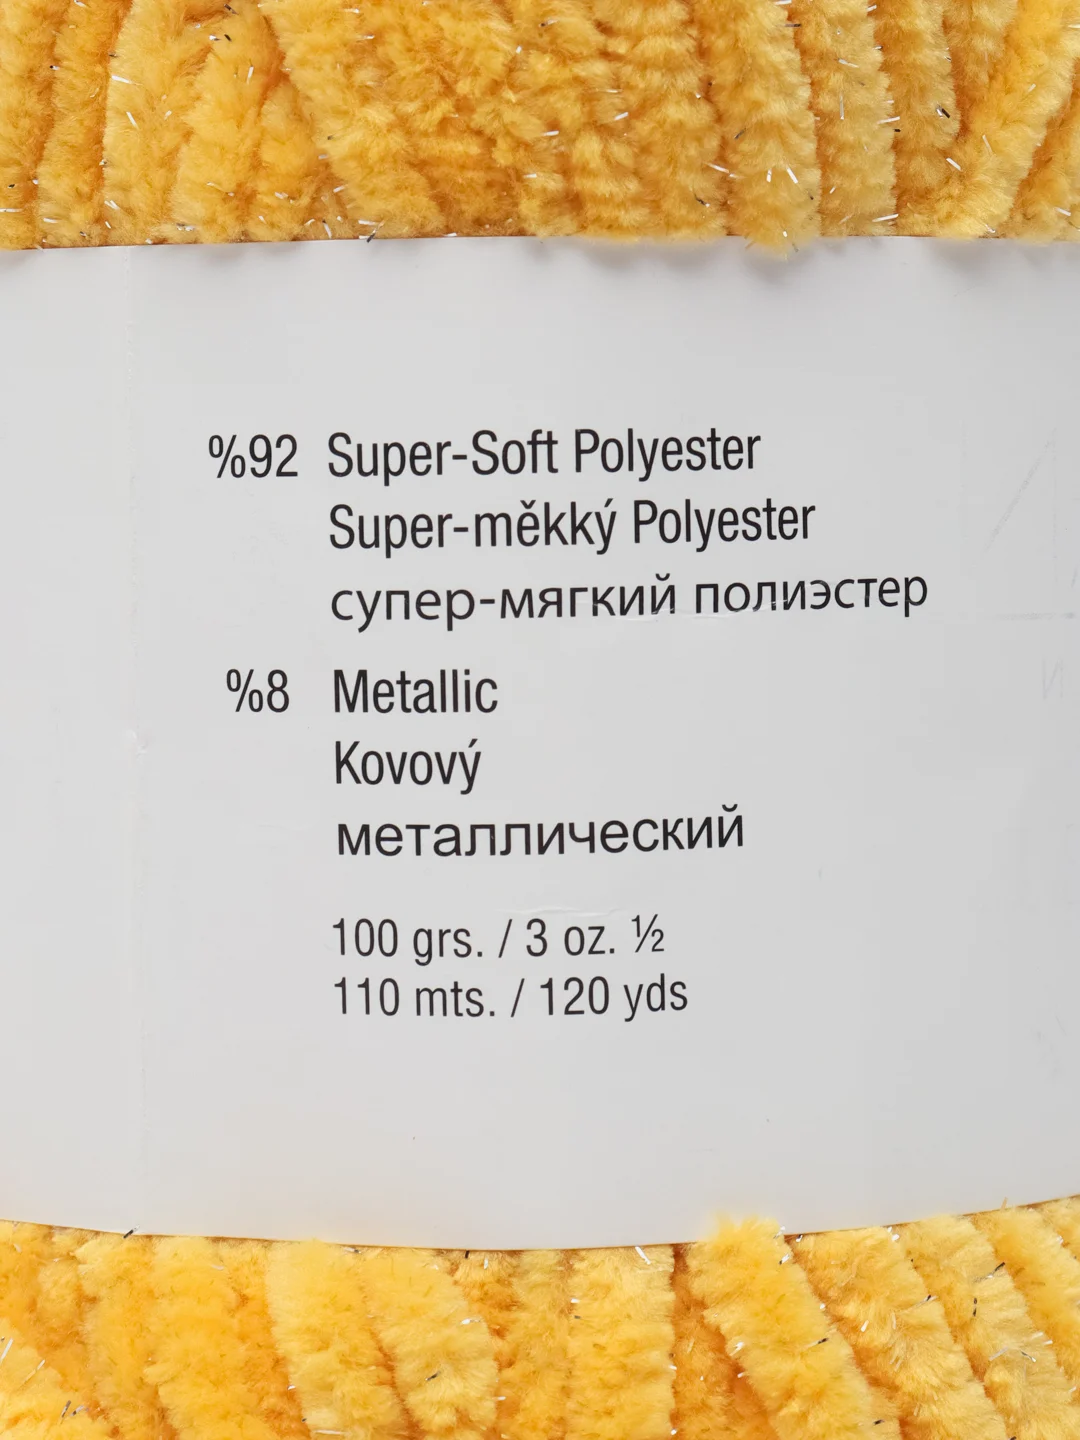 %92 Super-Soft Polyester
Super-měkký Polyester
супер-мягкий полиэстер
%8 Metallic
Kovový
металлический
100 grs. / 3 oz. ½
110 mts. / 120 yds